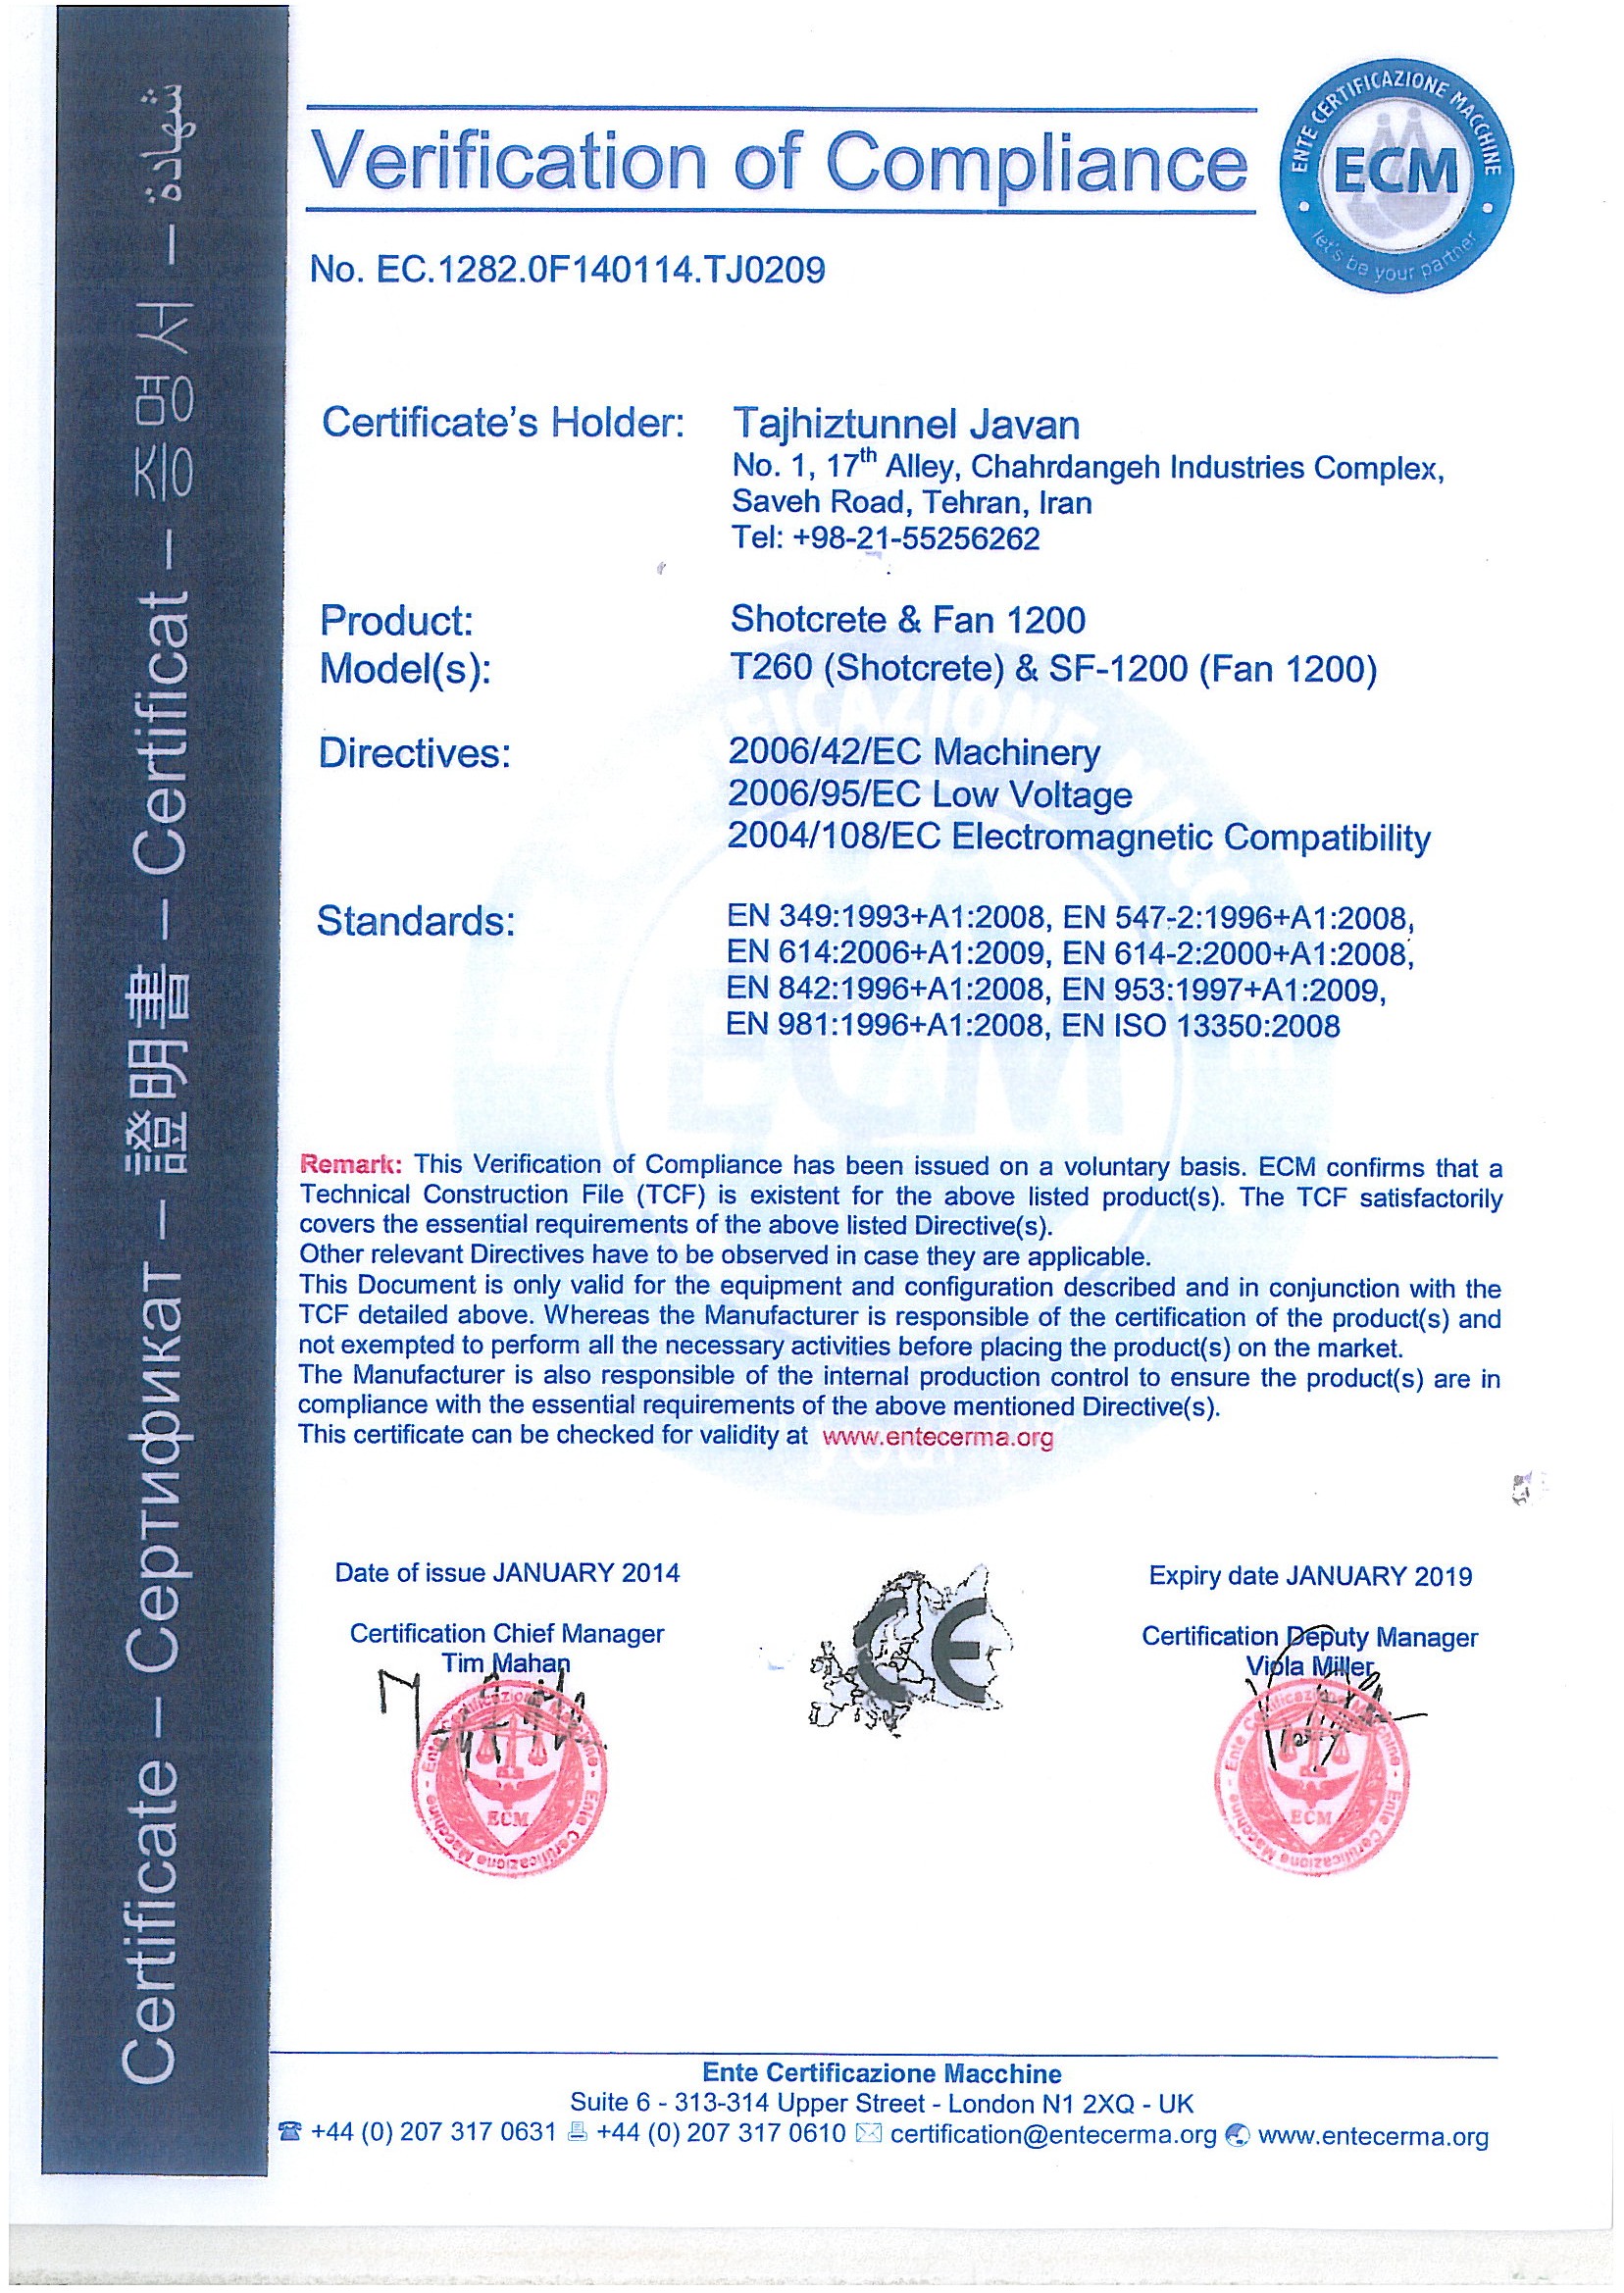 Certificate – Сертификат – 證明書 – Certificat – 증명서 – شهادة
Verification of Compliance
ENTE CERTIFICAZIONE MACCHINE
ECM
let's be your partner
No. EC.1282.0F140114.TJ0209
Certificate's Holder: Tajhiztunnel Javan
No. 1, 17th Alley, Chahrdangeh Industries Complex,
Saveh Road, Tehran, Iran
Tel: +98-21-55256262
Product: Shotcrete & Fan 1200
Model(s): T260 (Shotcrete) & SF-1200 (Fan 1200)
Directives: 2006/42/EC Machinery
2006/95/EC Low Voltage
2004/108/EC Electromagnetic Compatibility
Standards: EN 349:1993+A1:2008, EN 547-2:1996+A1:2008,
EN 614:2006+A1:2009, EN 614-2:2000+A1:2008,
EN 842:1996+A1:2008, EN 953:1997+A1:2009,
EN 981:1996+A1:2008, EN ISO 13350:2008
Remark: This Verification of Compliance has been issued on a voluntary basis. ECM confirms that a
Technical Construction File (TCF) is existent for the above listed product(s). The TCF satisfactorily
covers the essential requirements of the above listed Directive(s).
Other relevant Directives have to be observed in case they are applicable.
This Document is only valid for the equipment and configuration described and in conjunction with the
TCF detailed above. Whereas the Manufacturer is responsible of the certification of the product(s) and
not exempted to perform all the necessary activities before placing the product(s) on the market.
The Manufacturer is also responsible of the internal production control to ensure the product(s) are in
compliance with the essential requirements of the above mentioned Directive(s).
This certificate can be checked for validity at www.entecerma.org
Date of issue JANUARY 2014
Certification Chief Manager
Tim Mahan
Ente Certificazione Macchine - Ente Certificazione Macchine -
ECM
CE
Expiry date JANUARY 2019
Certification Deputy Manager
Viola Miller
Ente Certificazione Macchine - Ente Certificazione Macchine -
ECM
Ente Certificazione Macchine
Suite 6 - 313-314 Upper Street - London N1 2XQ - UK
+44 (0) 207 317 0631 +44 (0) 207 317 0610 certification@entecerma.org www.entecerma.org